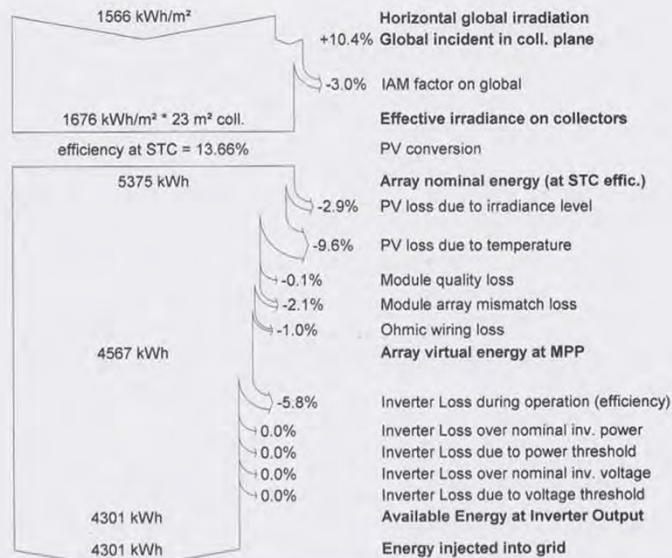 1566 kWh/m² Horizontal global irradiation
+10.4% Global incident in coll. plane
-3.0% IAM factor on global
1676 kWh/m² * 23 m² coll. Effective irradiance on collectors
efficiency at STC = 13.66% PV conversion
5375 kWh Array nominal energy (at STC effic.)
-2.9% PV loss due to irradiance level
-9.6% PV loss due to temperature
-0.1% Module quality loss
-2.1% Module array mismatch loss
-1.0% Ohmic wiring loss
4567 kWh Array virtual energy at MPP
-5.8% Inverter Loss during operation (efficiency)
0.0% Inverter Loss over nominal inv. power
0.0% Inverter Loss due to power threshold
0.0% Inverter Loss over nominal inv. voltage
0.0% Inverter Loss due to voltage threshold
4301 kWh Available Energy at Inverter Output
4301 kWh Energy injected into grid